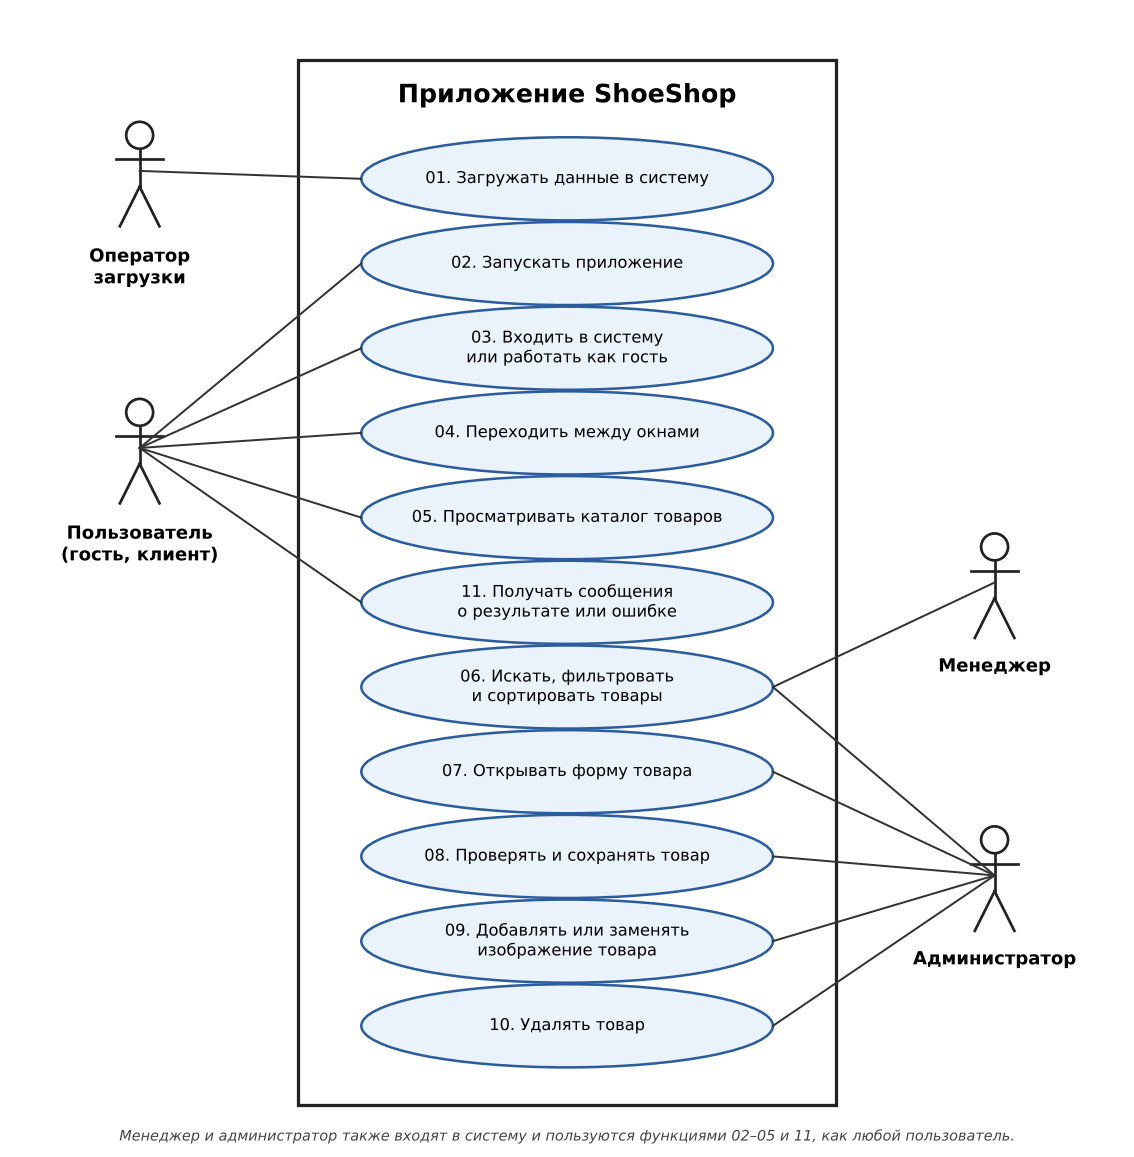 Приложение ShoeShop
01. Загружать данные в систему
Оператор
загрузки
02. Запускать приложение
03. Входить в систему
или работать как гость
04. Переходить между окнами
05. Просматривать каталог товаров
Пользователь
(гость, клиент)
11. Получать сообщения
о результате или ошибке
Менеджер
06. Искать, фильтровать
и сортировать товары
07. Открывать форму товара
08. Проверять и сохранять товар
09. Добавлять или заменять
изображение товара
Администратор
10. Удалять товар
Менеджер и администратор также входят в систему и пользуются функциями 02–05 и 11, как любой пользователь.